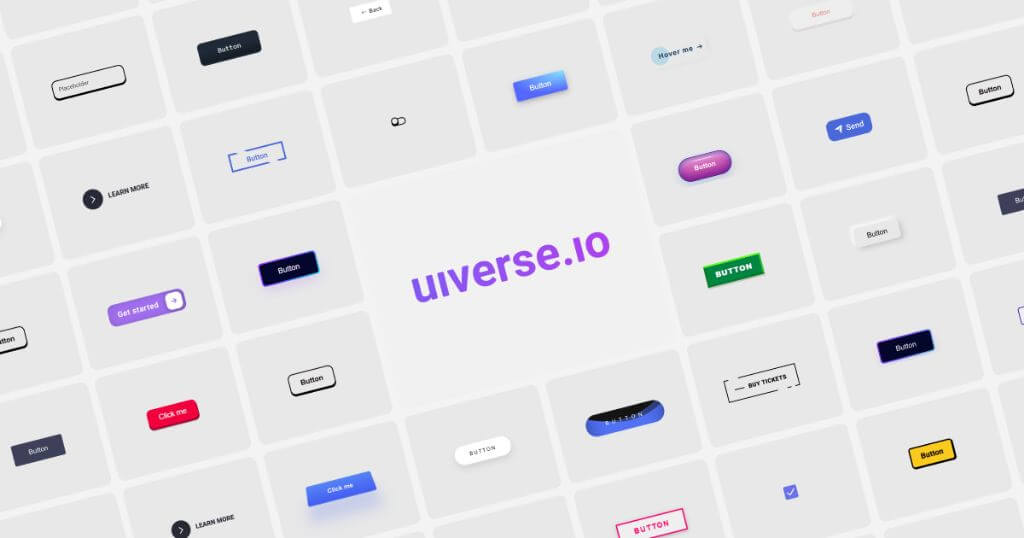 ← Back
Button
Button
Placeholder
Button
Hover me →
Button
Button
LEARN MORE
Send
Button
Button
Get started
Button
uiverse.io
BUTTON
Button
Button
Click me
Button
BUTTON
BUTTON
BUY TICKETS
Button
Button
LEARN MORE
Click me
BUTTON
Button